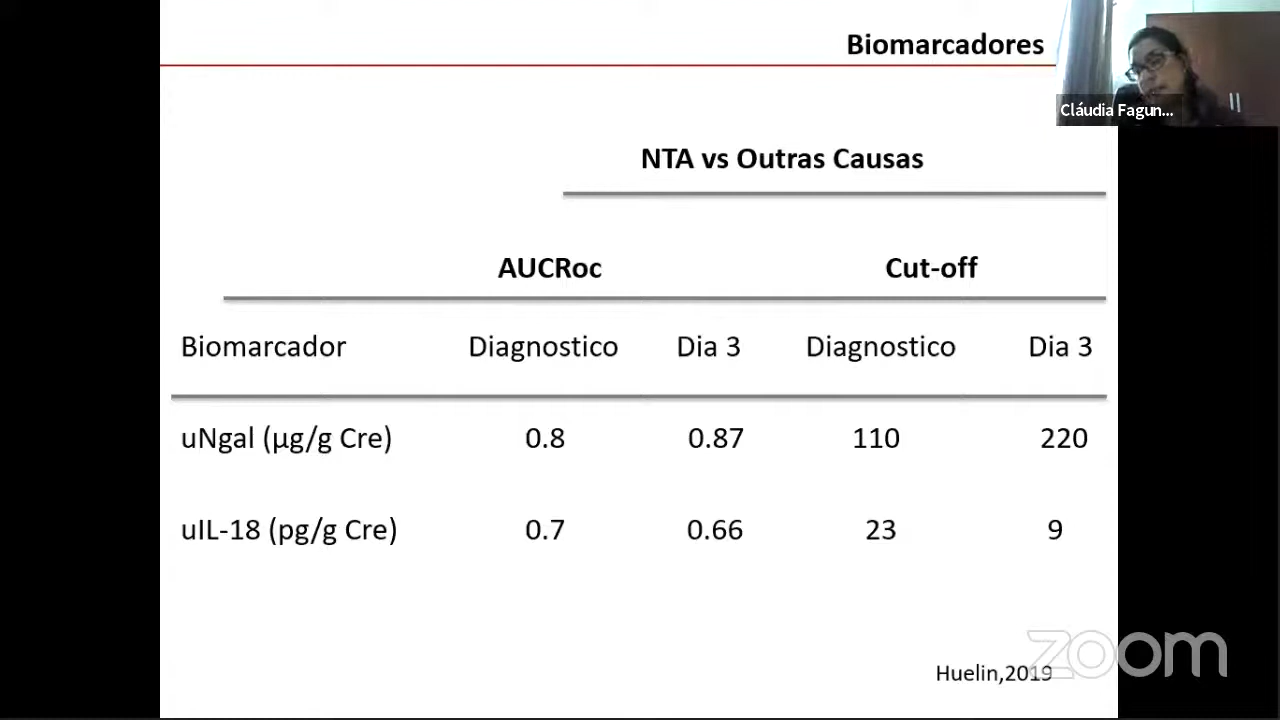 Biomarcadores
Cláudia Fagun...
NTA vs Outras Causas
AUCRoc Cut-off
Biomarcador Diagnostico Dia 3 Diagnostico Dia 3
uNgal (µg/g Cre) 0.8 0.87 110 220
uIL-18 (pg/g Cre) 0.7 0.66 23 9
Huelin,2019
zoom